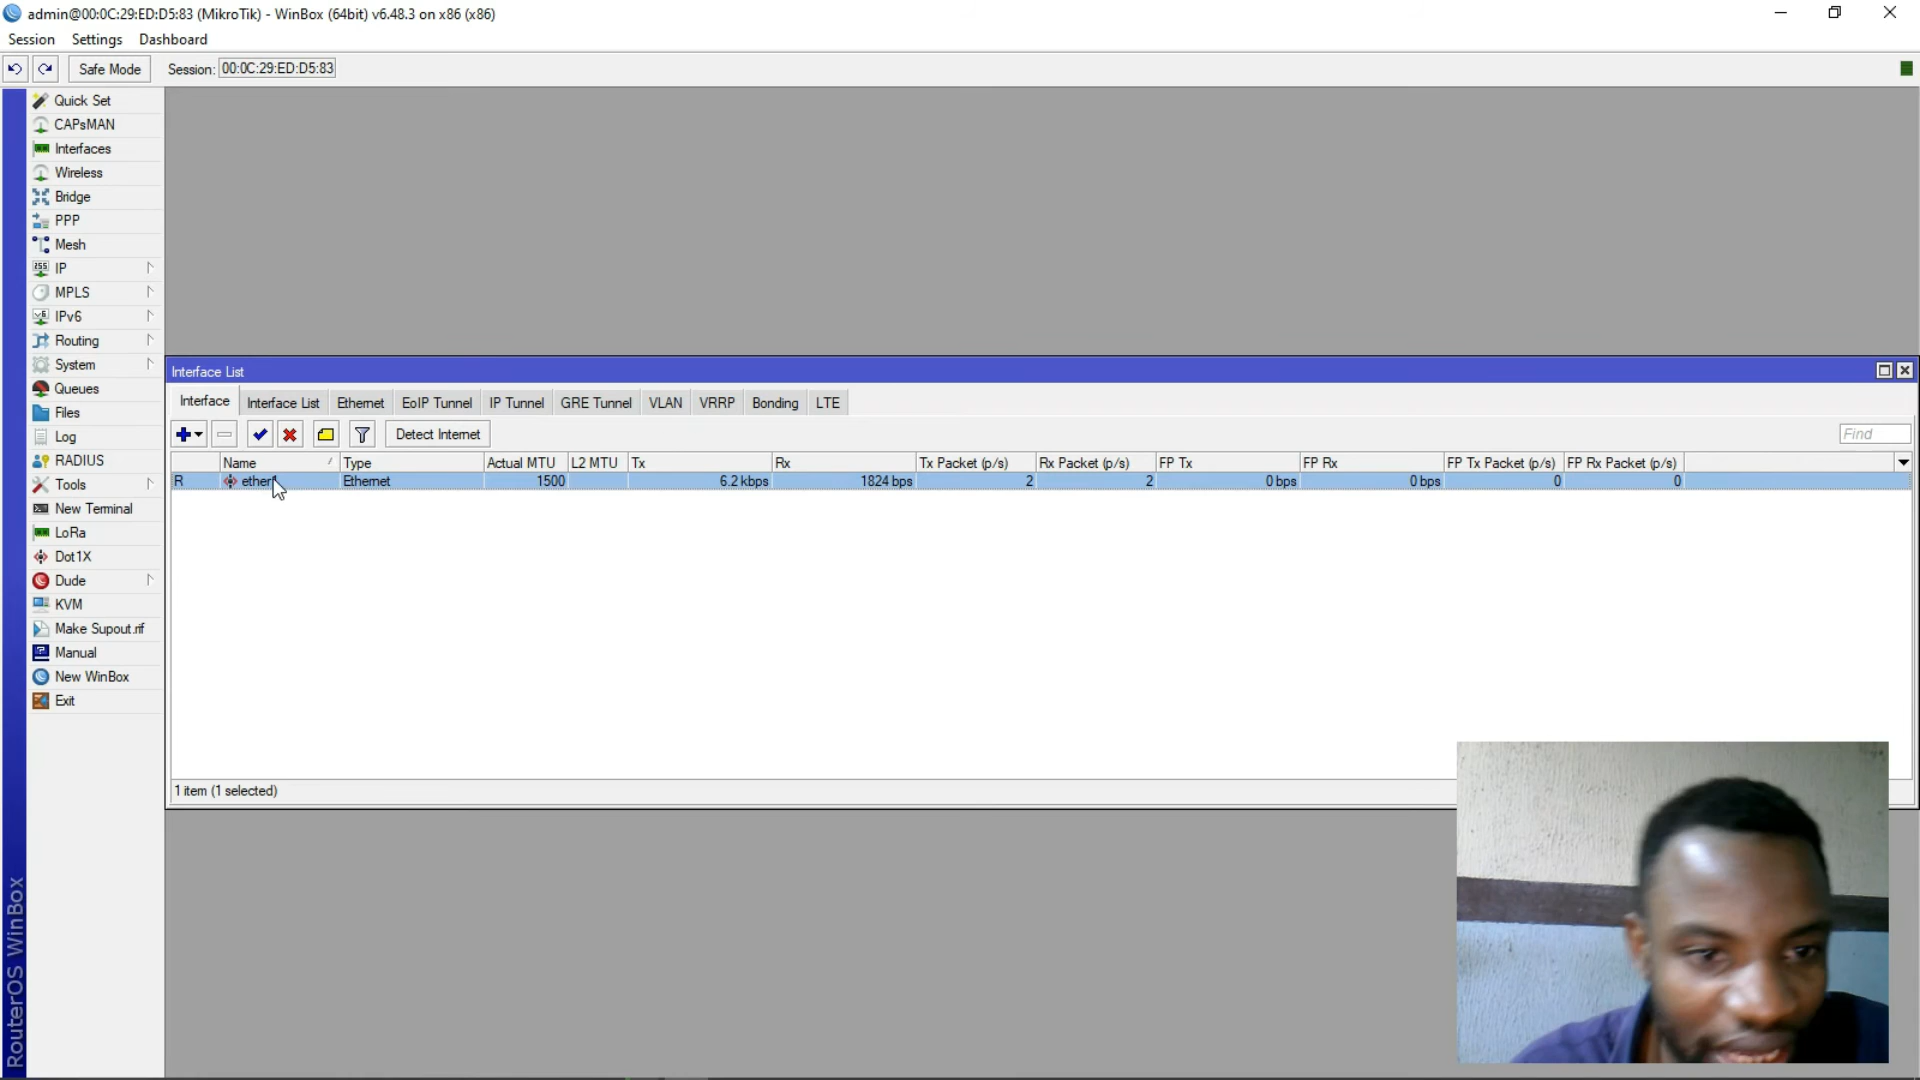 admin@00:0C:29:ED:D5:83 (MikroTik) - WinBox (64bit) v6.48.3 on x86 (x86)
Session Settings Dashboard
Safe Mode Session: 00:0C:29:ED:D5:83
Quick Set
CAPsMAN
Interfaces
Wireless
Bridge
PPP
Mesh
IP
MPLS
IPv6
Routing
System
Queues
Files
Log
RADIUS
Tools
New Terminal
LoRa
Dot1X
Dude
KVM
Make Supout.rif
Manual
New WinBox
Exit
RouterOS WinBox
Interface List
Interface Interface List Ethernet EoIP Tunnel IP Tunnel GRE Tunnel VLAN VRRP Bonding LTE
Detect Internet Find
Name Type Actual MTU L2 MTU Tx Rx Tx Packet (p/s) Rx Packet (p/s) FP Tx FP Rx FP Tx Packet (p/s) FP Rx Packet (p/s)
R ether1 Ethernet 1500 6.2 kbps 1824 bps 2 2 0 bps 0 bps 0 0
1 item (1 selected)